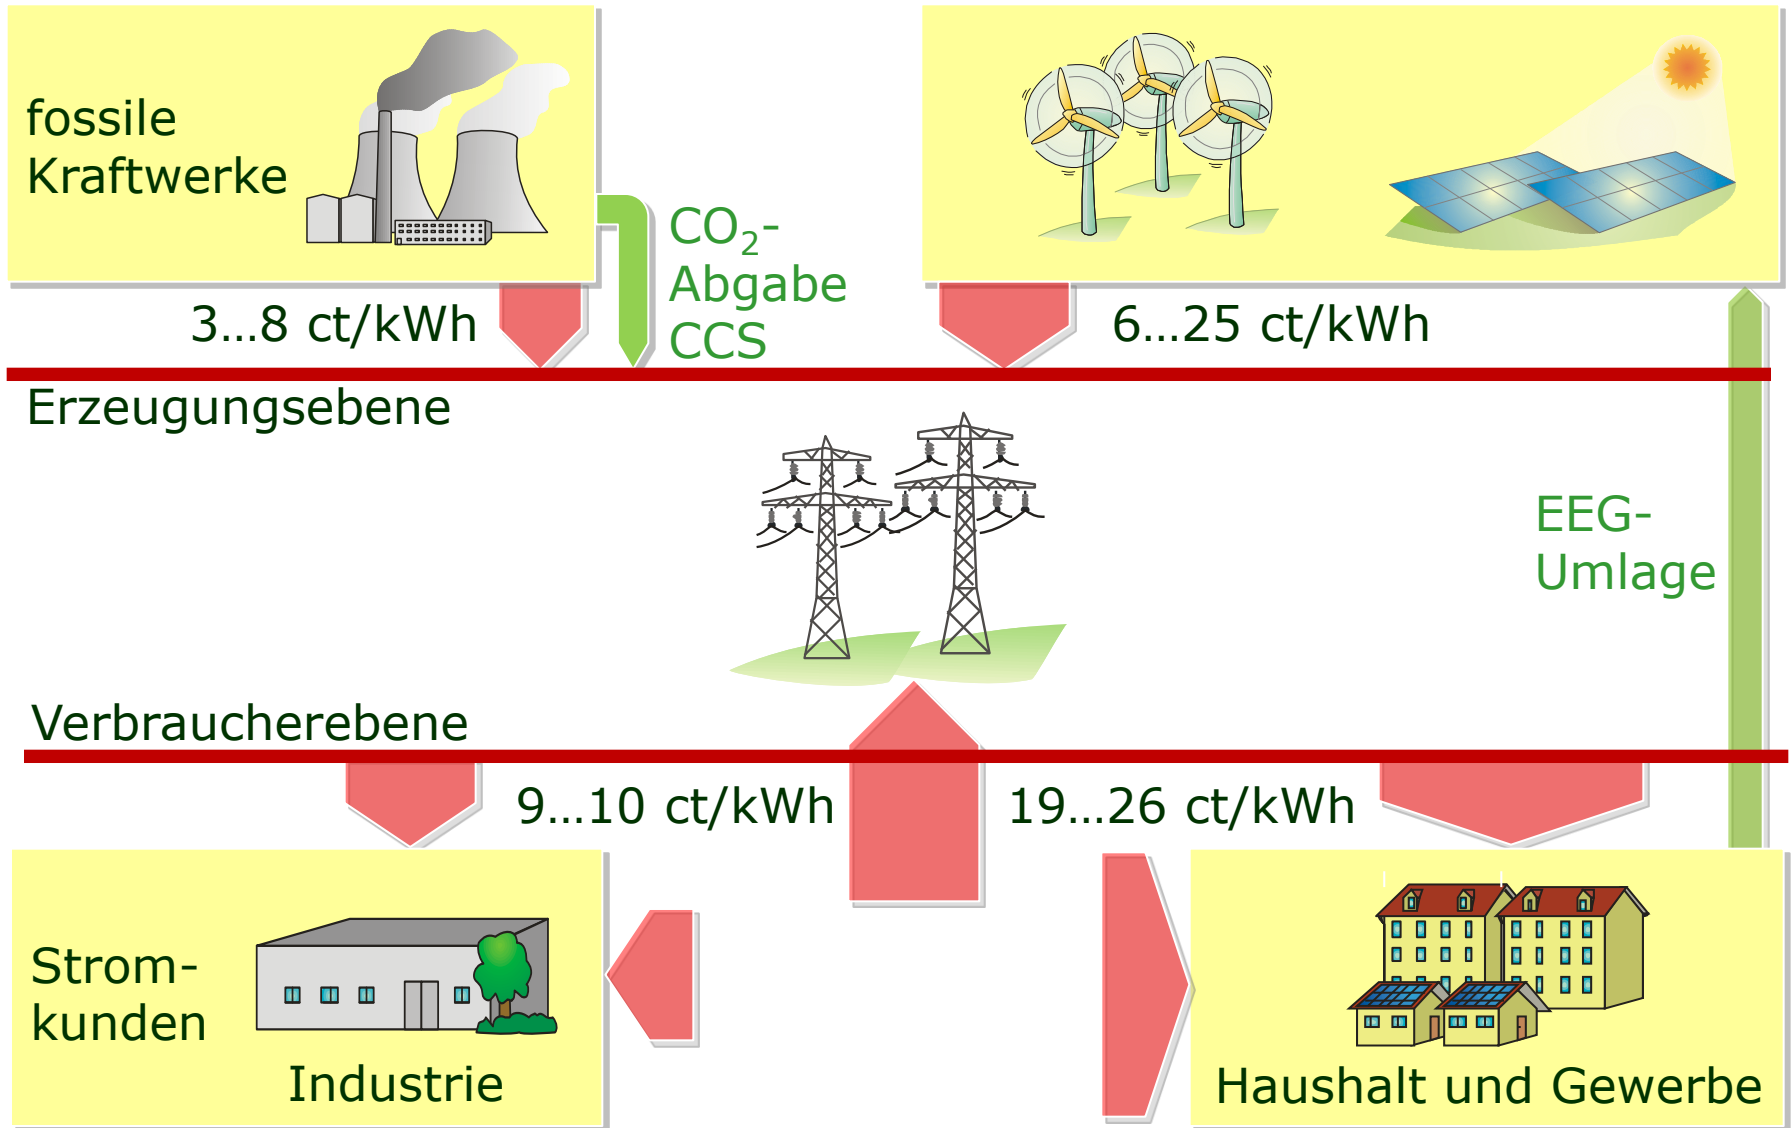 fossile
Kraftwerke
CO₂-
Abgabe
CCS
3...8 ct/kWh
6...25 ct/kWh
Erzeugungsebene
EEG-
Umlage
Verbraucherebene
9...10 ct/kWh
19...26 ct/kWh
Strom-
kunden
Industrie
Haushalt und Gewerbe